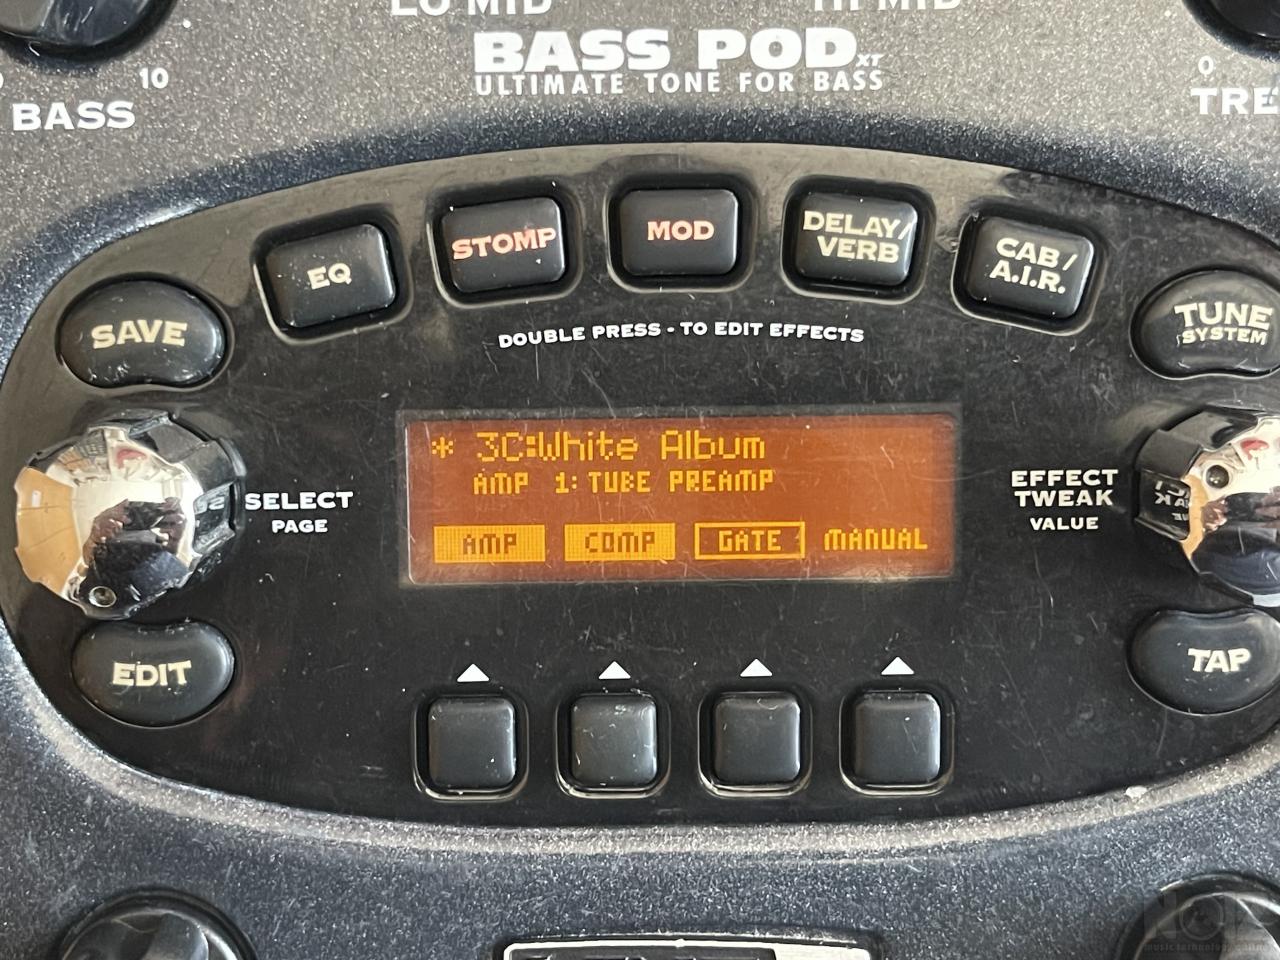 LO MID
HI MID
BASS POD XT
ULTIMATE TONE FOR BASS
10
BASS
0
TRE
EQ
STOMP
MOD
DELAY/
VERB
CAB/
A.I.R.
SAVE
TUNE
SYSTEM
DOUBLE PRESS - TO EDIT EFFECTS
* 3C:White Album
AMP 1: TUBE PREAMP
AMP COMP GATE MANUAL
SELECT
PAGE
EFFECT
TWEAK
VALUE
EDIT
TAP